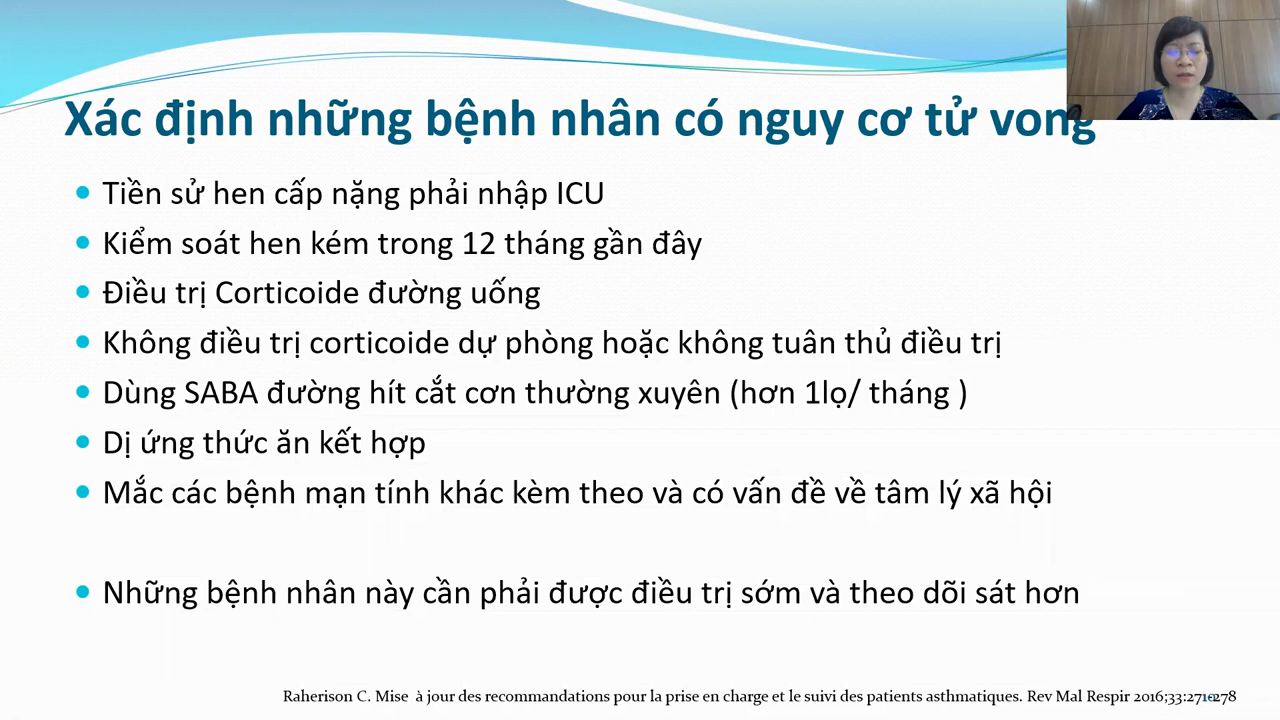 Xác định những bệnh nhân có nguy cơ tử vong
Tiền sử hen cấp nặng phải nhập ICU
Kiểm soát hen kém trong 12 tháng gần đây
Điều trị Corticoide đường uống
Không điều trị corticoide dự phòng hoặc không tuân thủ điều trị
Dùng SABA đường hít cắt cơn thường xuyên (hơn 1lọ/ tháng )
Dị ứng thức ăn kết hợp
Mắc các bệnh mạn tính khác kèm theo và có vấn đề về tâm lý xã hội
Những bệnh nhân này cần phải được điều trị sớm và theo dõi sát hơn
Raherison C. Mise à jour des recommandations pour la prise en charge et le suivi des patients asthmatiques. Rev Mal Respir 2016;33:271-278